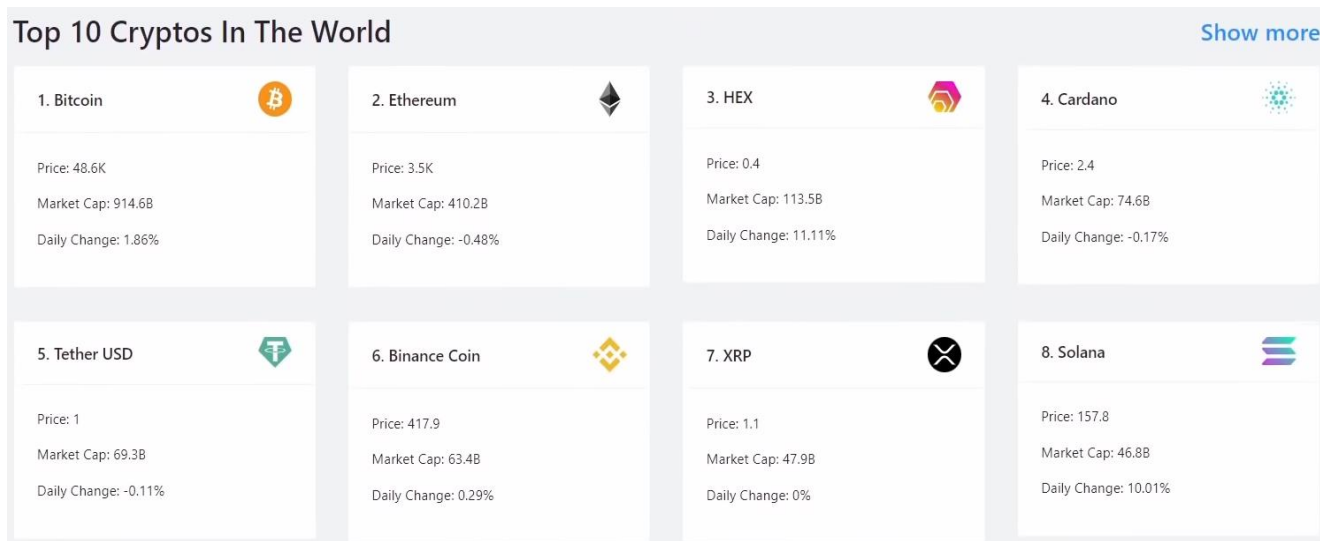 Top 10 Cryptos In The World
Show more
1. Bitcoin
Price: 48.6K
Market Cap: 914.6B
Daily Change: 1.86%
2. Ethereum
Price: 3.5K
Market Cap: 410.2B
Daily Change: -0.48%
3. HEX
Price: 0.4
Market Cap: 113.5B
Daily Change: 11.11%
4. Cardano
Price: 2.4
Market Cap: 74.6B
Daily Change: -0.17%
5. Tether USD
Price: 1
Market Cap: 69.3B
Daily Change: -0.11%
6. Binance Coin
Price: 417.9
Market Cap: 63.4B
Daily Change: 0.29%
7. XRP
Price: 1.1
Market Cap: 47.9B
Daily Change: 0%
8. Solana
Price: 157.8
Market Cap: 46.8B
Daily Change: 10.01%